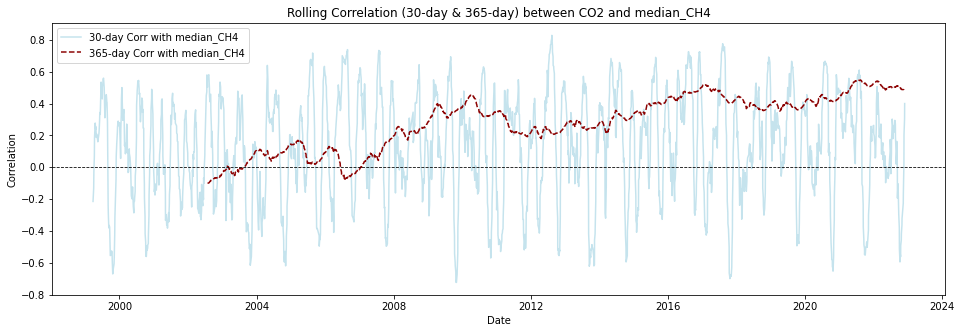 Rolling Correlation (30-day & 365-day) between CO2 and median_CH4
30-day Corr with median_CH4
365-day Corr with median_CH4
Correlation
0.8
0.6
0.4
0.2
0.0
−0.2
−0.4
−0.6
−0.8
2000 2004 2008 2012 2016 2020 2024
Date